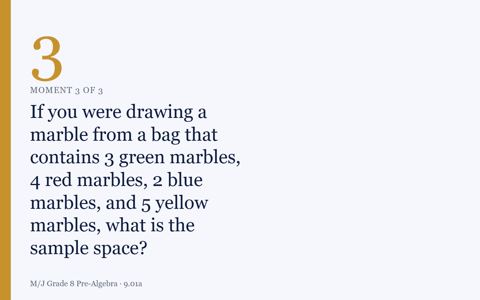 3
MOMENT 3 OF 3
If you were drawing a
marble from a bag that
contains 3 green marbles,
4 red marbles, 2 blue
marbles, and 5 yellow
marbles, what is the
sample space?
M/J Grade 8 Pre-Algebra · 9.01a